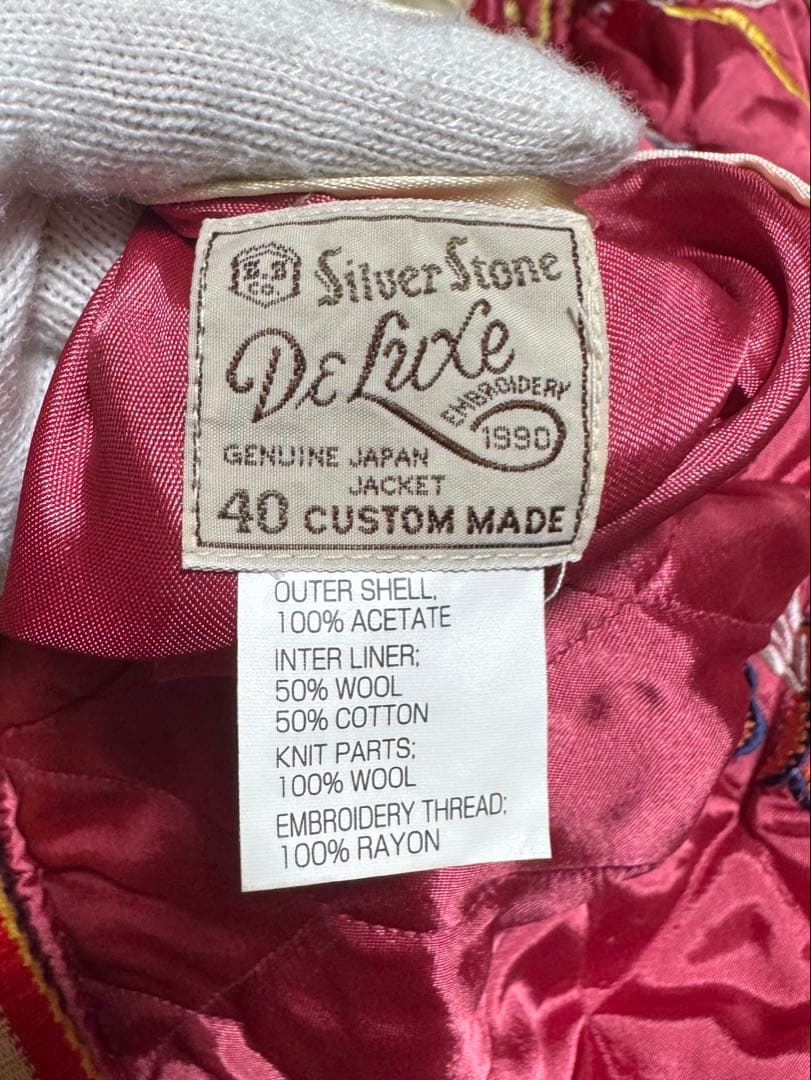 Silver Stone
DeLuxe
EMBROIDERY
1990
GENUINE JAPAN
JACKET
40 CUSTOM MADE
OUTER SHELL,
100% ACETATE
INTER LINER;
50% WOOL
50% COTTON
KNIT PARTS;
100% WOOL
EMBROIDERY THREAD:
100% RAYON